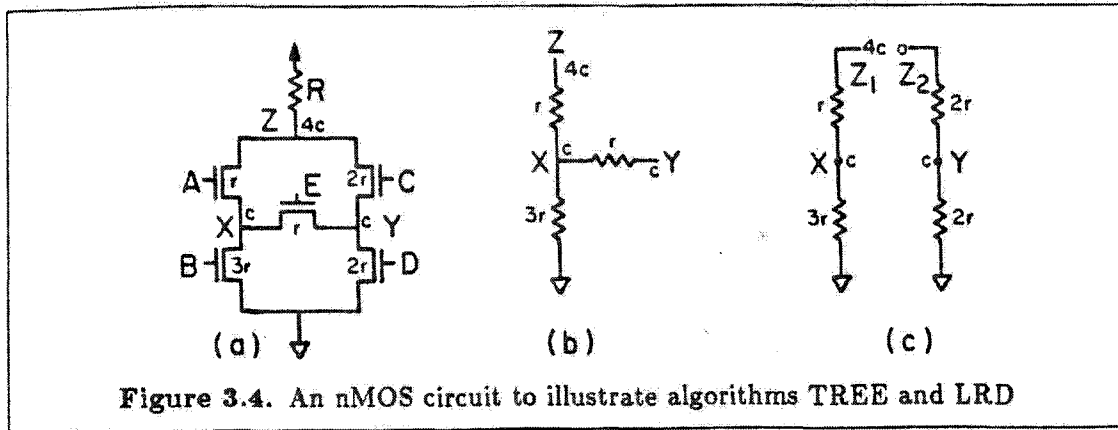 R
Z 4c
A r 2r C
E
X c r c Y
B 3r 2r D
(a)
Z
4c
r
X c r c Y
3r
(b)
4c o
Z1 Z2
r 2r
X c c Y
3r 2r
(c)
Figure 3.4. An nMOS circuit to illustrate algorithms TREE and LRD